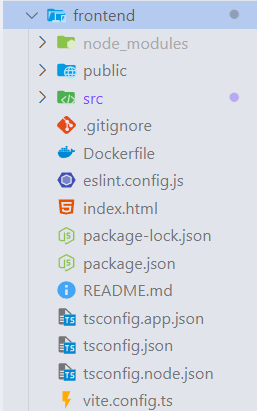 frontend
node_modules
public
src
.gitignore
Dockerfile
eslint.config.js
index.html
package-lock.json
package.json
README.md
tsconfig.app.json
tsconfig.json
tsconfig.node.json
vite.config.ts